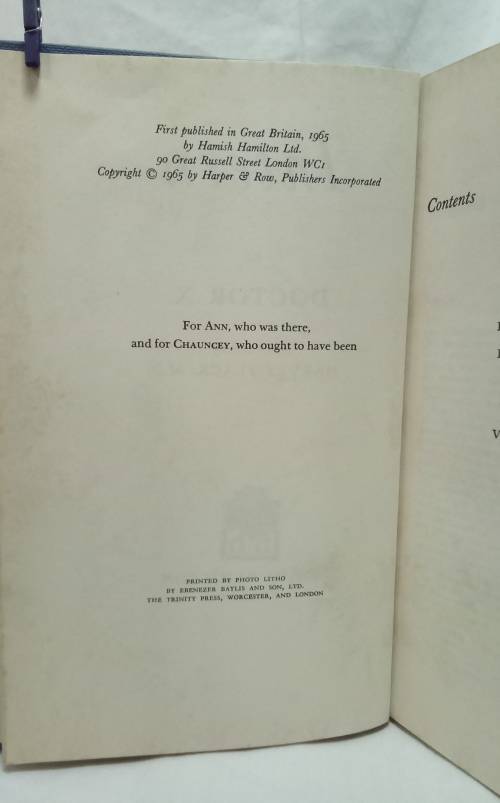 First published in Great Britain, 1965
by Hamish Hamilton Ltd.
90 Great Russell Street London WC1
Copyright © 1965 by Harper & Row, Publishers Incorporated
For ANN, who was there,
and for CHAUNCEY, who ought to have been
PRINTED BY PHOTO LITHO
BY EBENEZER BAYLIS AND SON, LTD.
THE TRINITY PRESS, WORCESTER, AND LONDON
Contents